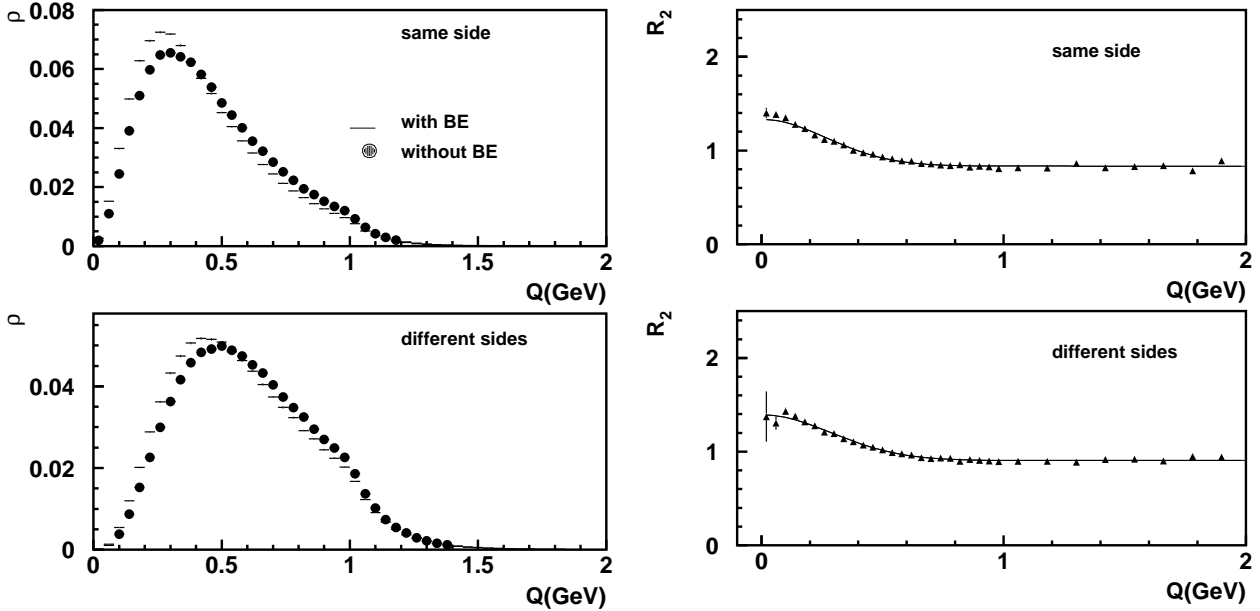 ρ
0.08
0.06
0.04
0.02
0
same side
with BE
without BE
0 0.5 1 1.5 2
Q(GeV)
R2
2
1
0
same side
0 1 2
Q(GeV)
ρ
0.04
0.02
0
different sides
0 0.5 1 1.5 2
Q(GeV)
R2
2
1
0
different sides
0 1 2
Q(GeV)